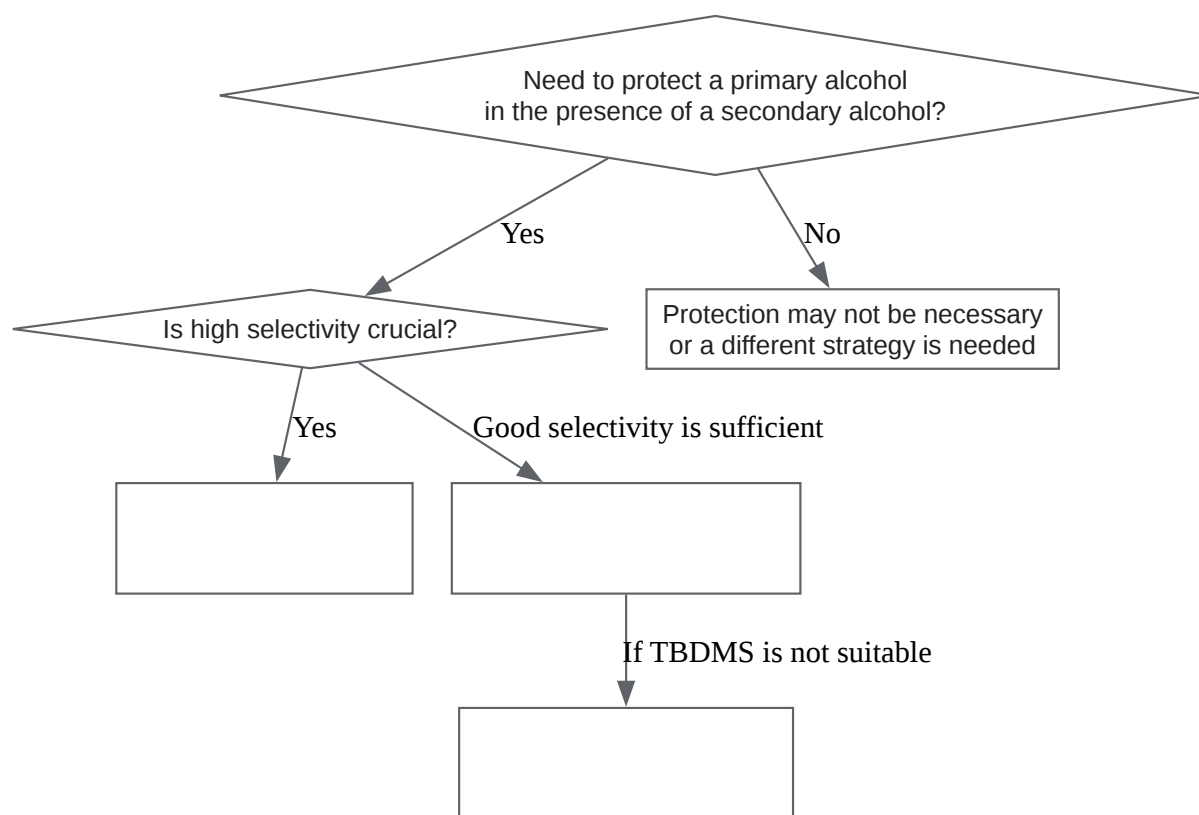 Need to protect a primary alcohol
in the presence of a secondary alcohol?
Yes
No
Is high selectivity crucial?
Protection may not be necessary
or a different strategy is needed
Yes
Good selectivity is sufficient
If TBDMS is not suitable